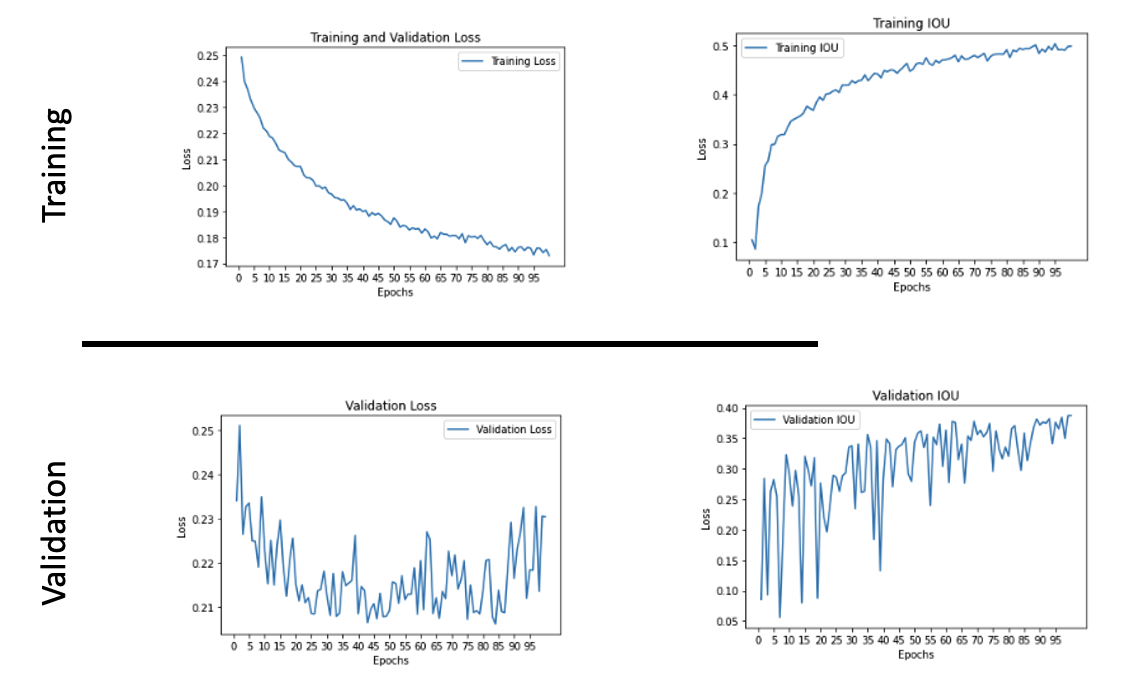 Training
Training and Validation Loss
Training Loss
0.25
0.24
0.23
0.22
0.21
0.20
0.19
0.18
0.17
Loss
0 5 10 15 20 25 30 35 40 45 50 55 60 65 70 75 80 85 90 95
Epochs
Training IOU
Training IOU
0.5
0.4
0.3
0.2
0.1
Loss
0 5 10 15 20 25 30 35 40 45 50 55 60 65 70 75 80 85 90 95
Epochs
Validation
Validation Loss
Validation Loss
0.25
0.24
0.23
0.22
0.21
Loss
0 5 10 15 20 25 30 35 40 45 50 55 60 65 70 75 80 85 90 95
Epochs
Validation IOU
Validation IOU
0.40
0.35
0.30
0.25
0.20
0.15
0.10
0.05
Loss
0 5 10 15 20 25 30 35 40 45 50 55 60 65 70 75 80 85 90 95
Epochs